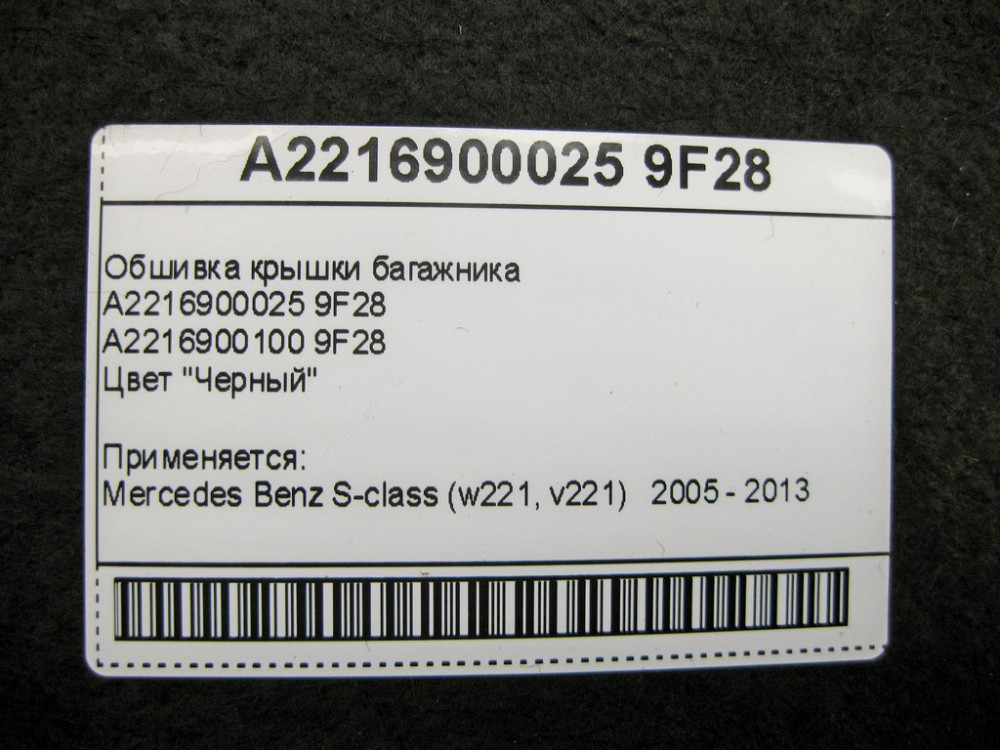 A2216900025 9F28
Обшивка крышки багажника
A2216900025 9F28
A2216900100 9F28
Цвет "Черный"
Применяется:
Mercedes Benz S-class (w221, v221) 2005 - 2013